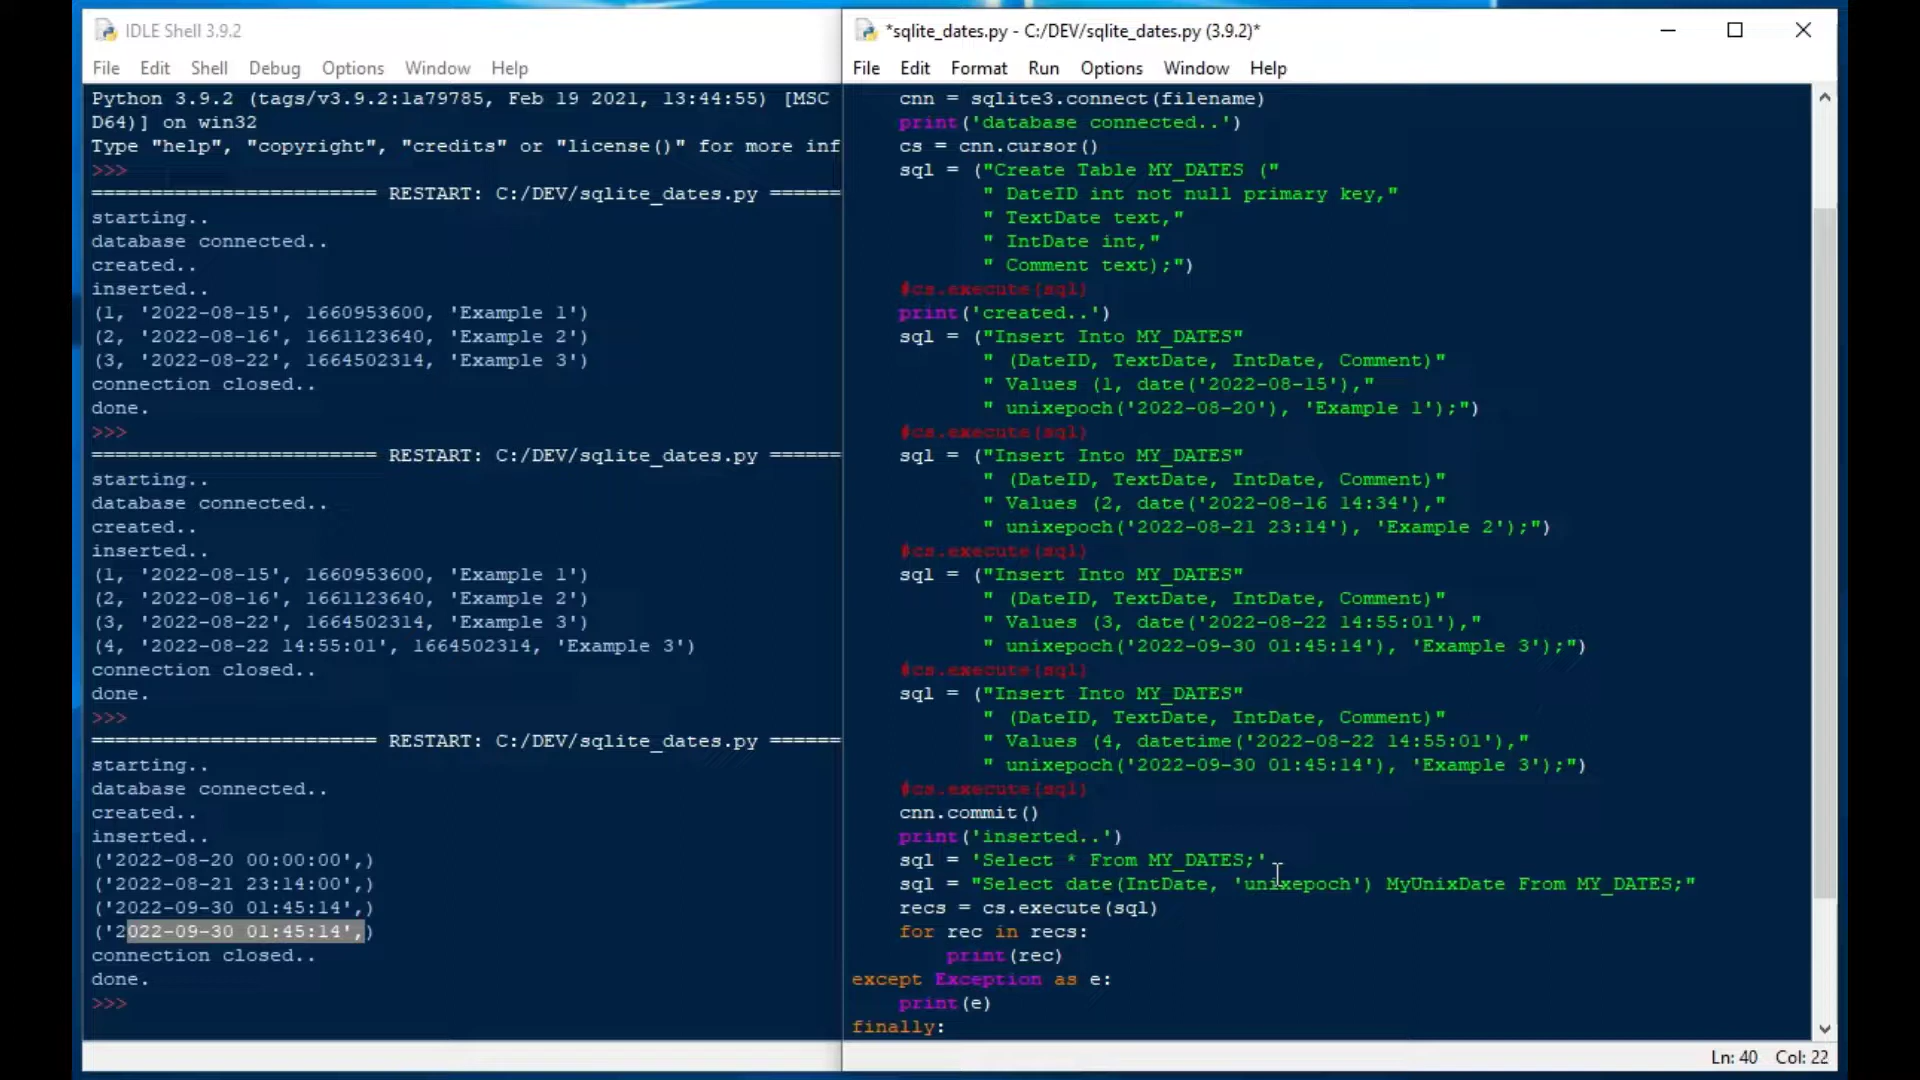 IDLE Shell 3.9.2
File Edit Shell Debug Options Window Help
Python 3.9.2 (tags/v3.9.2:1a79785, Feb 19 2021, 13:44:55) [MSC
D64)] on win32
Type "help", "copyright", "credits" or "license()" for more inf
>>>
======================== RESTART: C:/DEV/sqlite_dates.py ======
starting..
database connected..
created..
inserted..
(1, '2022-08-15', 1660953600, 'Example 1')
(2, '2022-08-16', 1661123640, 'Example 2')
(3, '2022-08-22', 1664502314, 'Example 3')
connection closed..
done.
>>>
======================== RESTART: C:/DEV/sqlite_dates.py ======
starting..
database connected..
created..
inserted..
(1, '2022-08-15', 1660953600, 'Example 1')
(2, '2022-08-16', 1661123640, 'Example 2')
(3, '2022-08-22', 1664502314, 'Example 3')
(4, '2022-08-22 14:55:01', 1664502314, 'Example 3')
connection closed..
done.
>>>
======================== RESTART: C:/DEV/sqlite_dates.py ======
starting..
database connected..
created..
inserted..
('2022-08-20 00:00:00',)
('2022-08-21 23:14:00',)
('2022-09-30 01:45:14',)
('2022-09-30 01:45:14',)
connection closed..
done.
>>>
*sqlite_dates.py - C:/DEV/sqlite_dates.py (3.9.2)*
File Edit Format Run Options Window Help
cnn = sqlite3.connect(filename)
print('database connected..')
cs = cnn.cursor()
sql = ("Create Table MY_DATES ("
" DateID int not null primary key,"
" TextDate text,"
" IntDate int,"
" Comment text);")
#cs.execute(sql)
print('created..')
sql = ("Insert Into MY_DATES"
" (DateID, TextDate, IntDate, Comment)"
" Values (1, date('2022-08-15'),"
" unixepoch('2022-08-20'), 'Example 1');")
#cs.execute(sql)
sql = ("Insert Into MY_DATES"
" (DateID, TextDate, IntDate, Comment)"
" Values (2, date('2022-08-16 14:34'),"
" unixepoch('2022-08-21 23:14'), 'Example 2');")
#cs.execute(sql)
sql = ("Insert Into MY_DATES"
" (DateID, TextDate, IntDate, Comment)"
" Values (3, date('2022-08-22 14:55:01'),"
" unixepoch('2022-09-30 01:45:14'), 'Example 3');")
#cs.execute(sql)
sql = ("Insert Into MY_DATES"
" (DateID, TextDate, IntDate, Comment)"
" Values (4, datetime('2022-08-22 14:55:01'),"
" unixepoch('2022-09-30 01:45:14'), 'Example 3');")
#cs.execute(sql)
cnn.commit()
print('inserted..')
sql = 'Select * From MY_DATES;'
sql = "Select date(IntDate, 'unixepoch') MyUnixDate From MY_DATES;"
recs = cs.execute(sql)
for rec in recs:
print(rec)
except Exception as e:
print(e)
finally:
Ln: 40 Col: 22